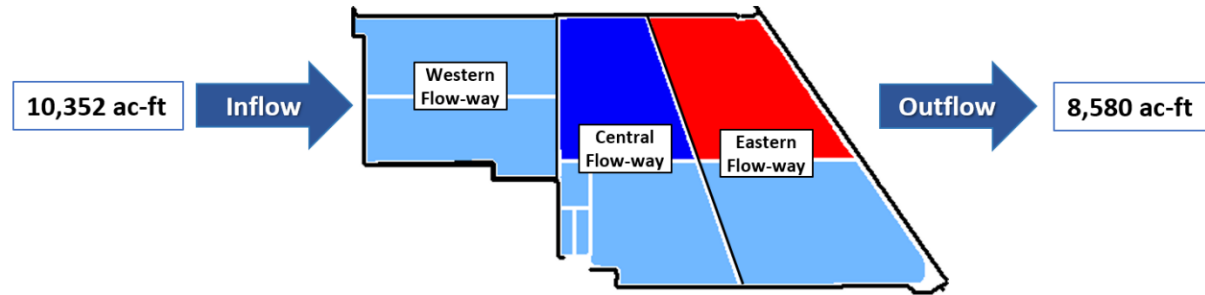 10,352 ac-ft
Inflow
Western
Flow-way
Central
Flow-way
Eastern
Flow-way
Outflow
8,580 ac-ft